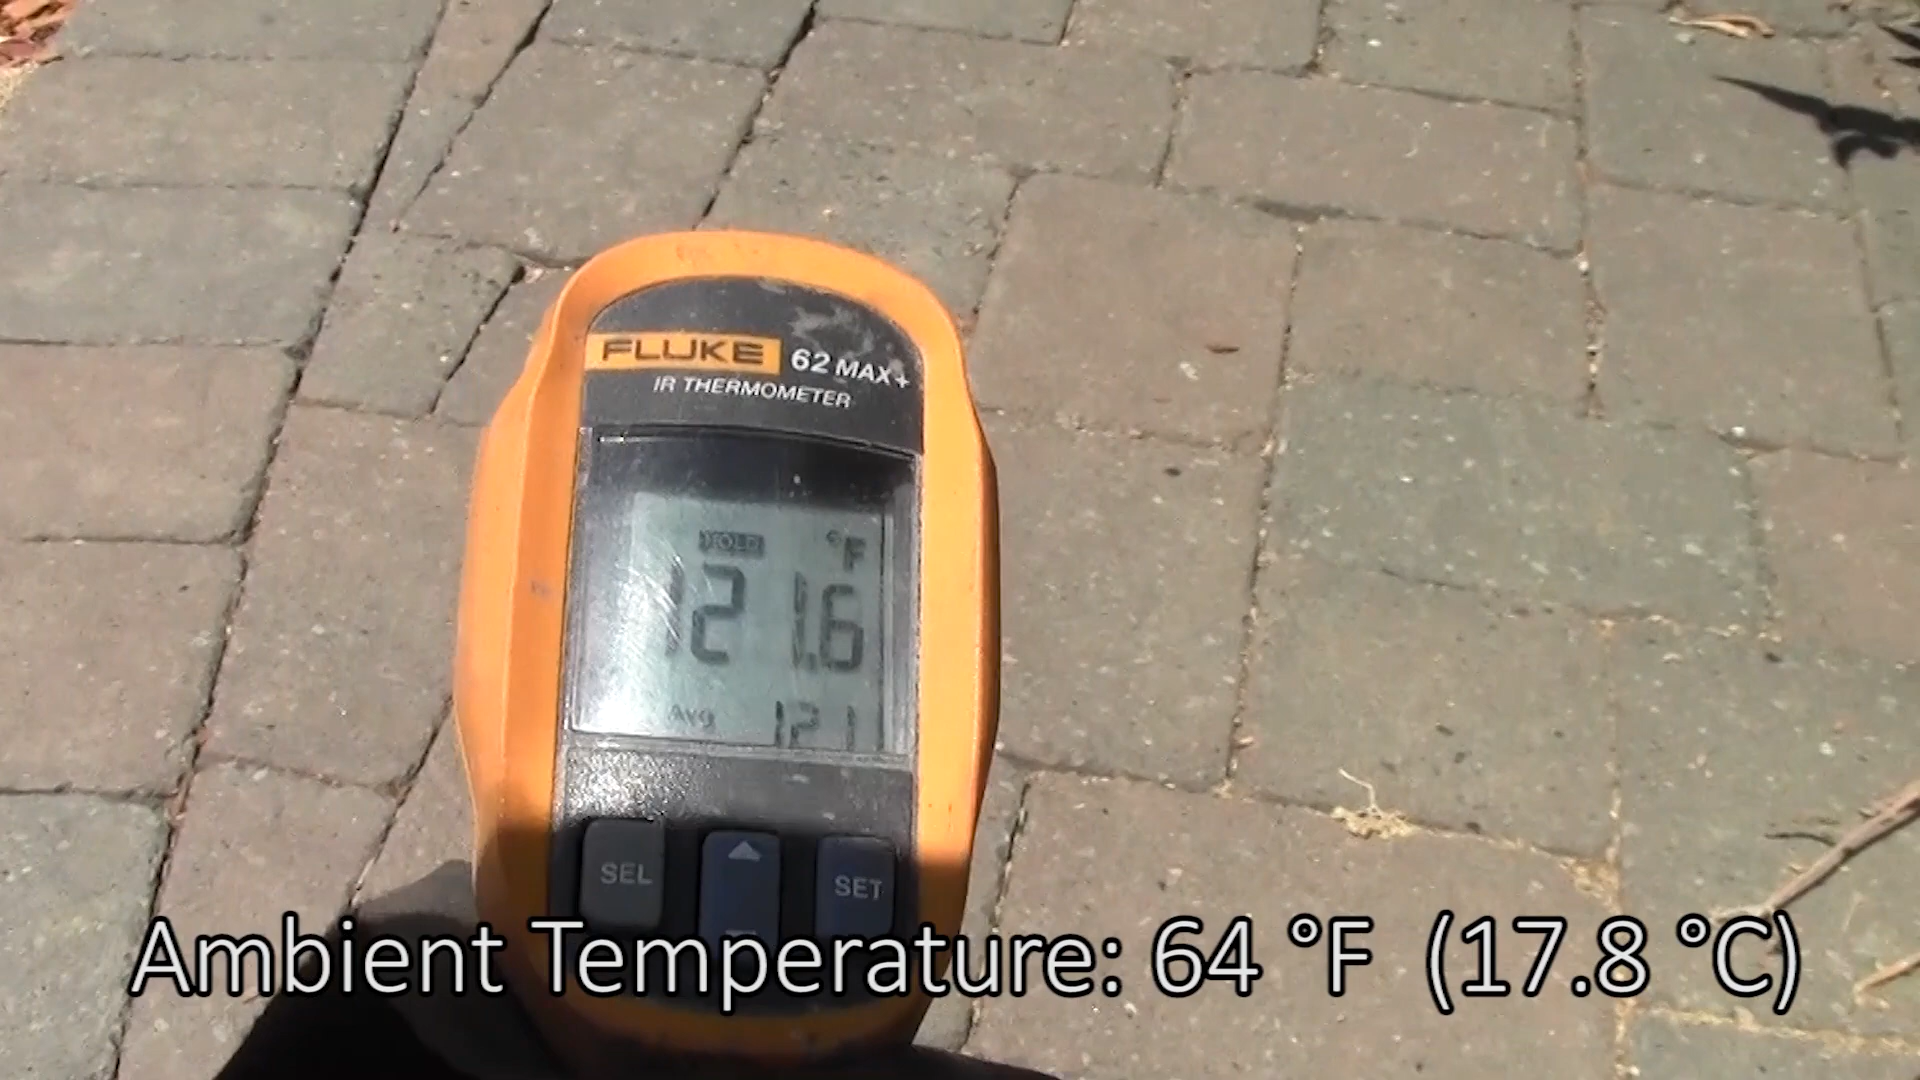 FLUKE 62 MAX+
IR THERMOMETER
HOLD °F
121.6
Avg 121
SEL SET
Ambient Temperature: 64 °F (17.8 °C)